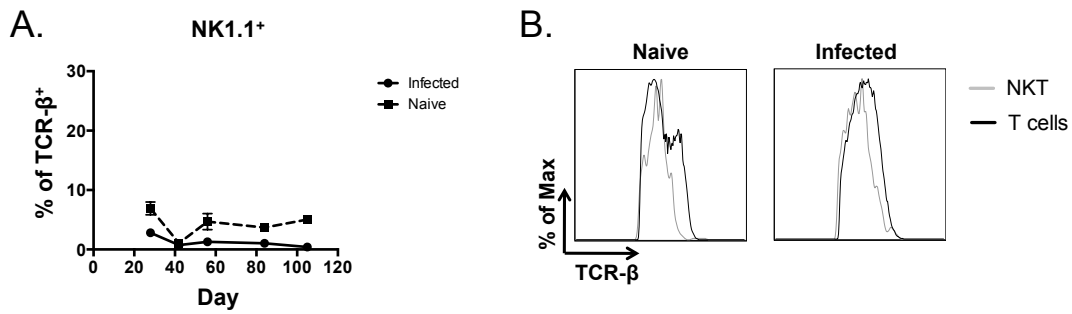 A.
NK1.1+
30
20
10
0
% of TCR-β+
0 20 40 60 80 100 120
Day
Infected
Naive
B.
Naive
Infected
NKT
T cells
% of Max
TCR-β